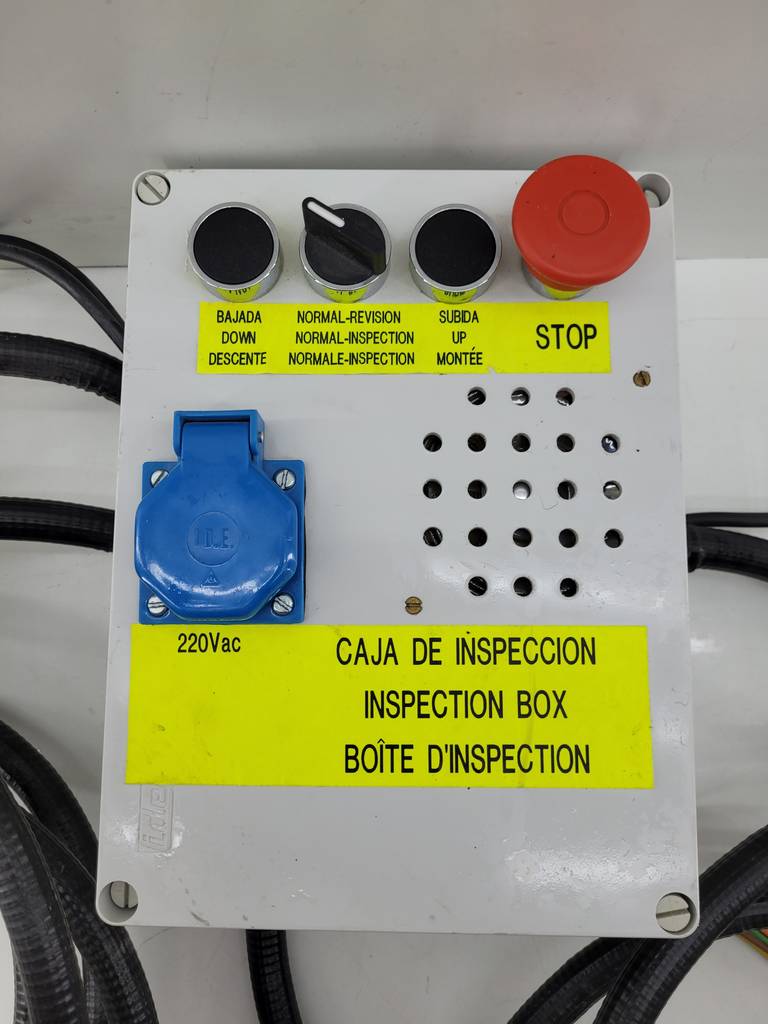 BAJADA
DOWN
DESCENTE
NORMAL-REVISION
NORMAL-INSPECTION
NORMALE-INSPECTION
SUBIDA
UP
MONTÉE
STOP
I.D.E.
220Vac
CAJA DE INSPECCION
INSPECTION BOX
BOÎTE D'INSPECTION